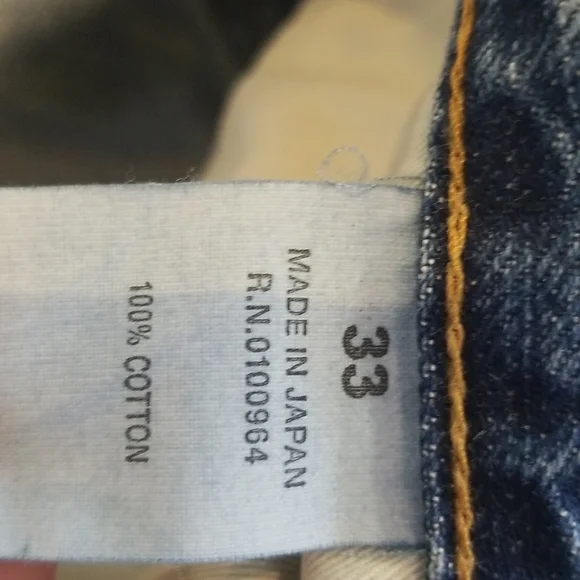 33
MADE IN JAPAN
R.N.0100964
100% COTTON